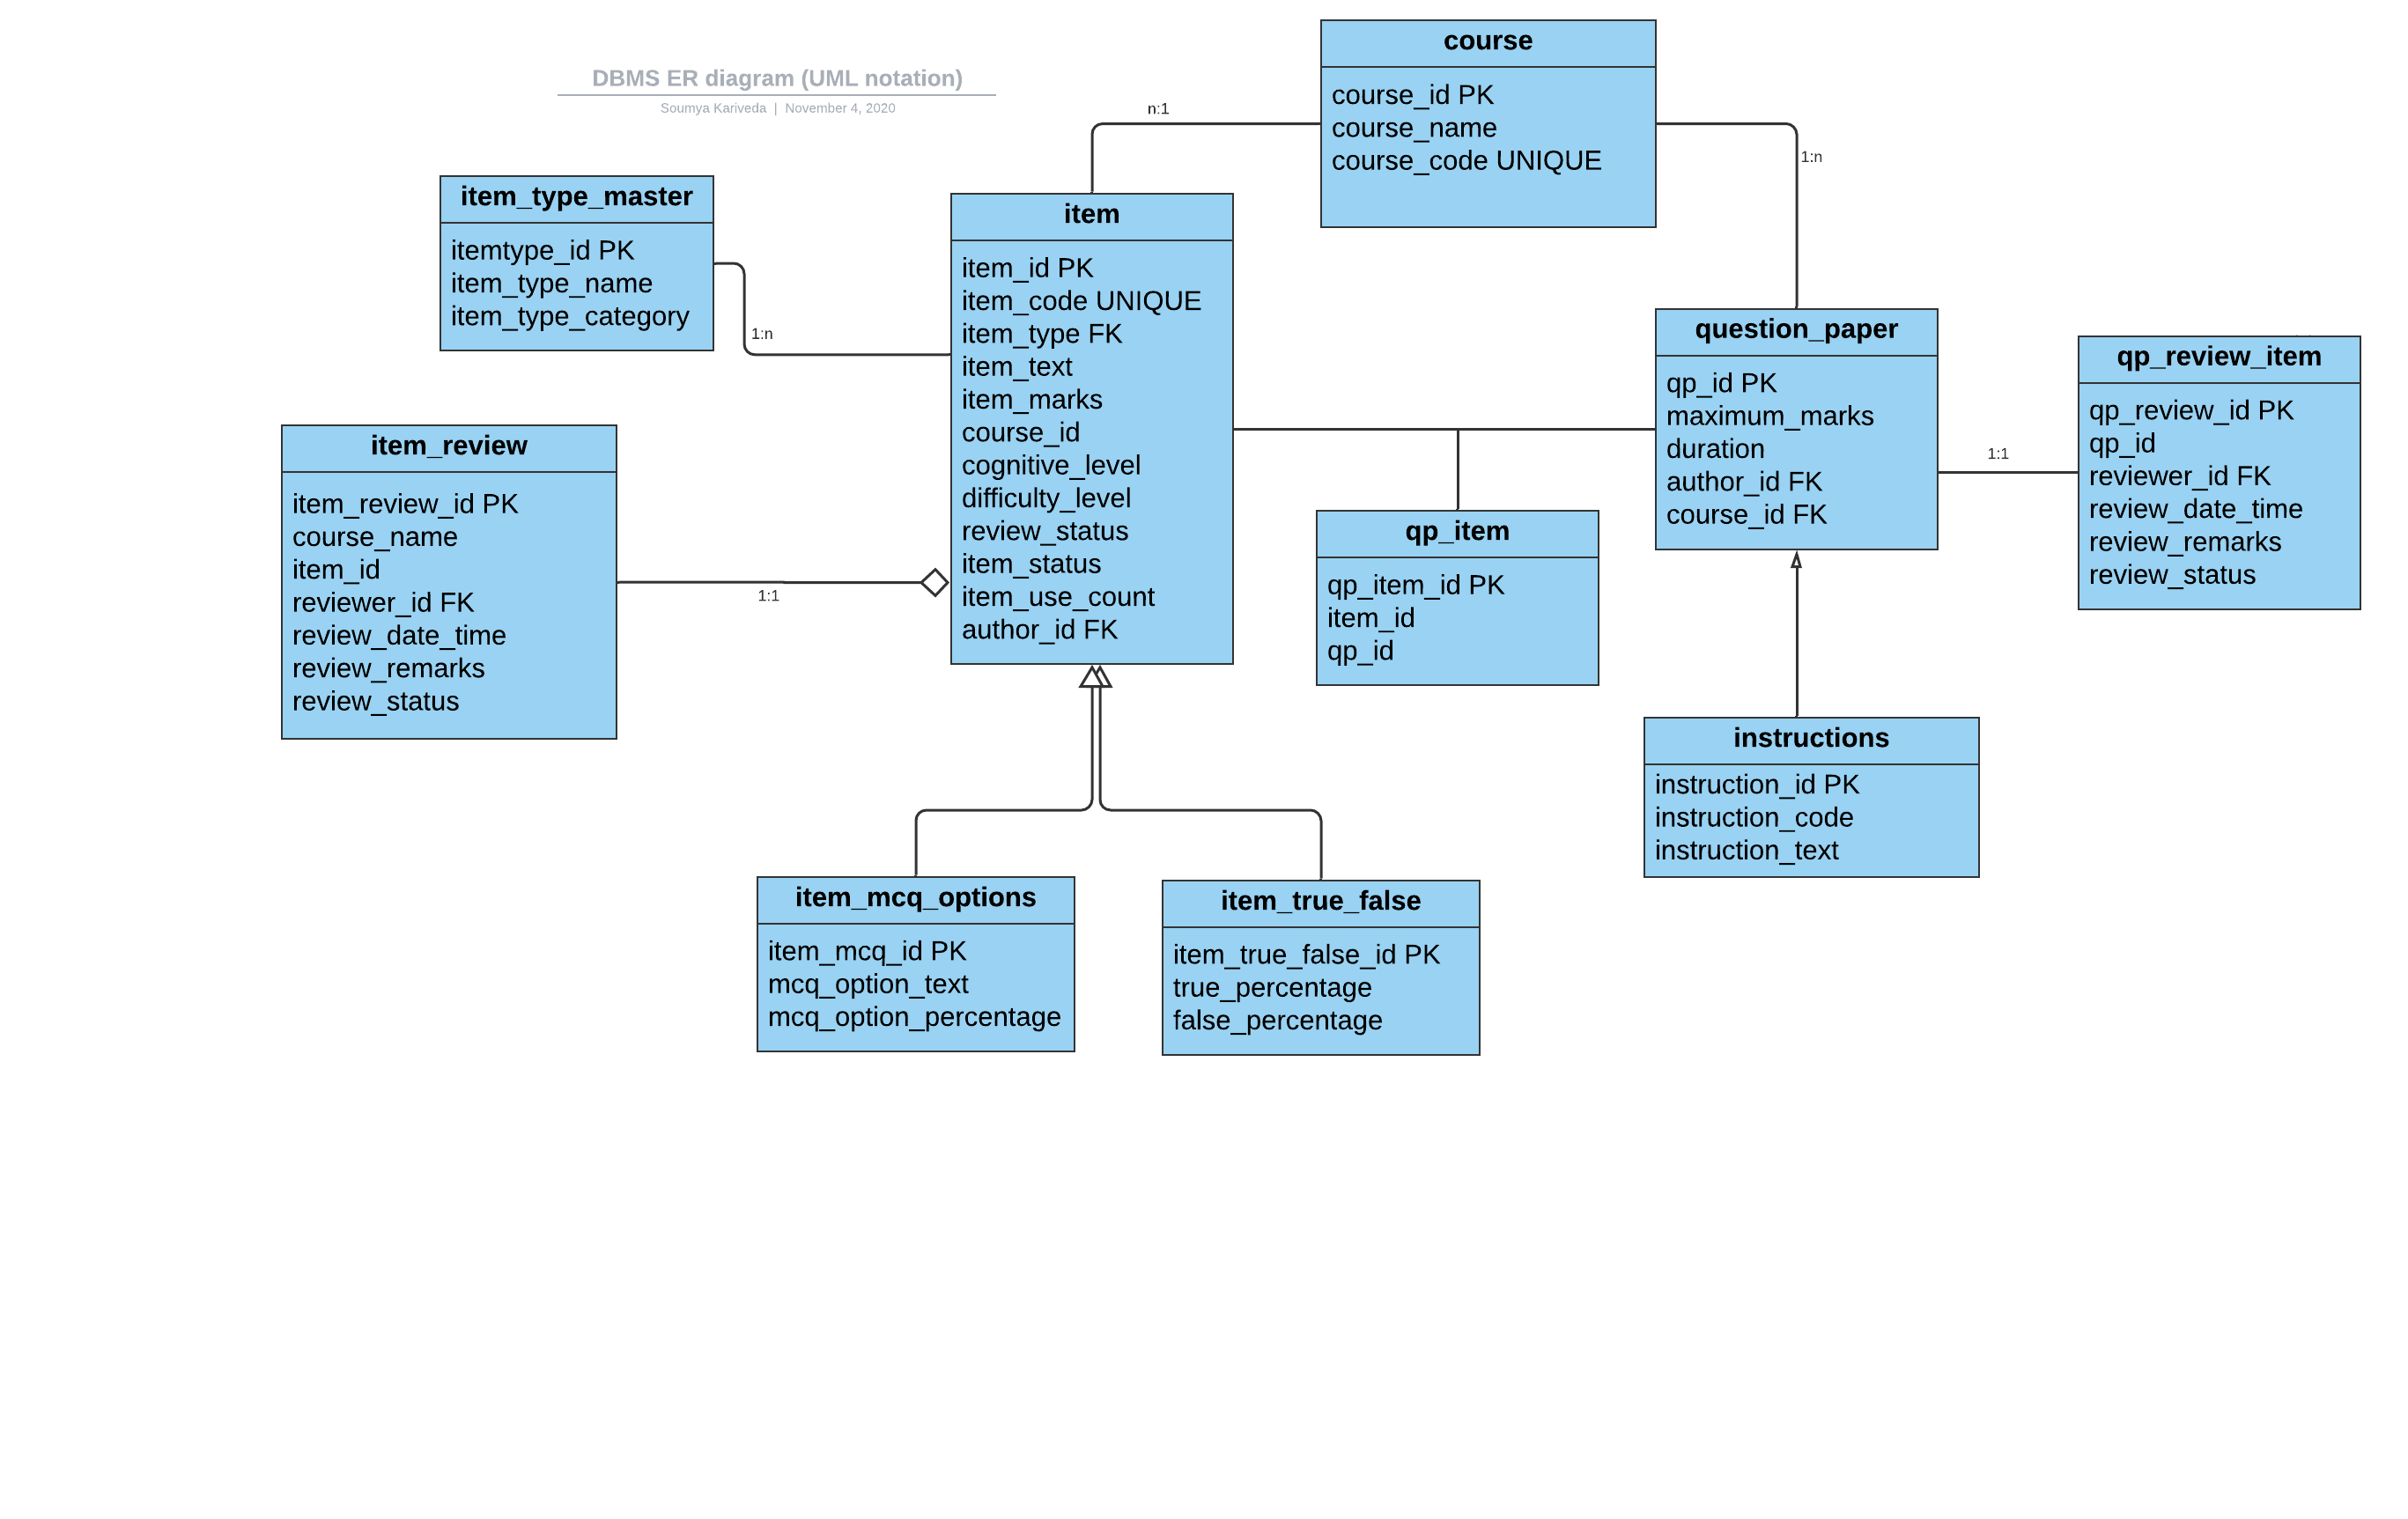 DBMS ER diagram (UML notation)
Soumya Kariveda | November 4, 2020
course
course_id PK
course_name
course_code UNIQUE
n:1
1:n
item_type_master
itemtype_id PK
item_type_name
item_type_category
1:n
item
item_id PK
item_code UNIQUE
item_type FK
item_text
item_marks
course_id
cognitive_level
difficulty_level
review_status
item_status
item_use_count
author_id FK
question_paper
qp_id PK
maximum_marks
duration
author_id FK
course_id FK
1:1
qp_review_item
qp_review_id PK
qp_id
reviewer_id FK
review_date_time
review_remarks
review_status
item_review
item_review_id PK
course_name
item_id
reviewer_id FK
review_date_time
review_remarks
review_status
1:1
qp_item
qp_item_id PK
item_id
qp_id
instructions
instruction_id PK
instruction_code
instruction_text
item_mcq_options
item_mcq_id PK
mcq_option_text
mcq_option_percentage
item_true_false
item_true_false_id PK
true_percentage
false_percentage